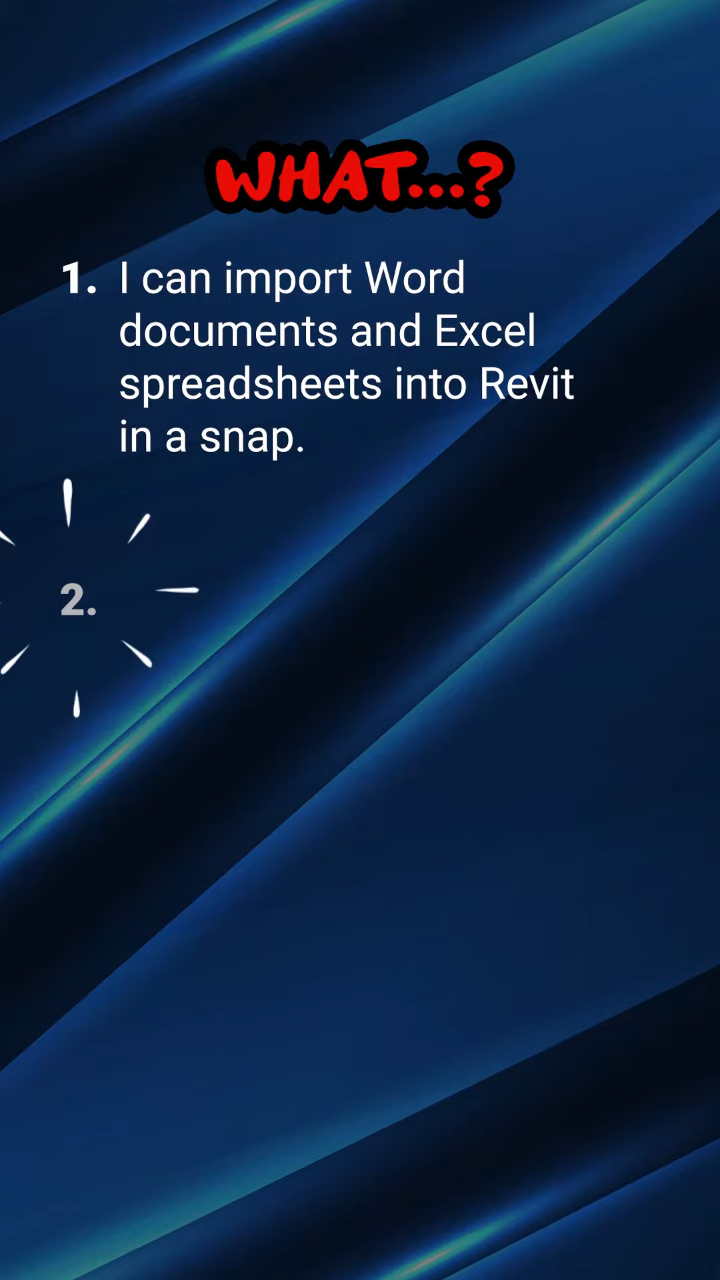 WHAT...?
1. I can import Word
documents and Excel
spreadsheets into Revit
in a snap.
2.